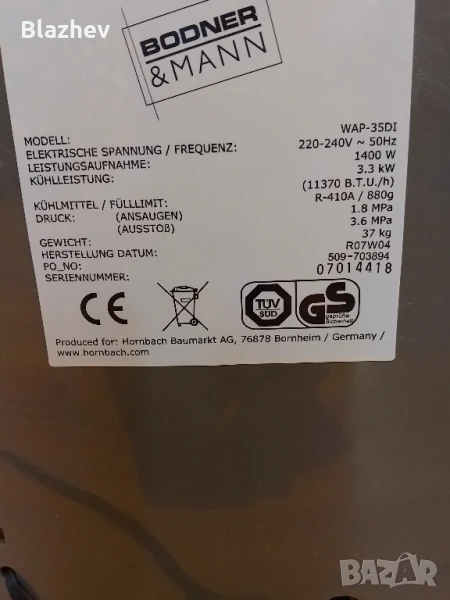 Blazhev
BODNER
& MANN
MODELL: WAP-35DI
ELEKTRISCHE SPANNUNG / FREQUENZ: 220-240V ~ 50Hz
LEISTUNGSAUFNAHME: 1400 W
KÜHLLEISTUNG: 3.3 kW
(11370 B.T.U./h)
KÜHLMITTEL / FÜLLLIMIT: R-410A / 880g
DRUCK: (ANSAUGEN) 1.8 MPa
(AUSSTOß) 3.6 MPa
GEWICHT: 37 kg
HERSTELLUNG DATUM: R07W04
PO_NO: 509-703894
SERIENNUMMER: 07014418
CE
TÜV
SÜD
GS
geprüfte
Sicherheit
Produced for: Hornbach Baumarkt AG, 76878 Bornheim / Germany /
www.hornbach.com
BAZAR